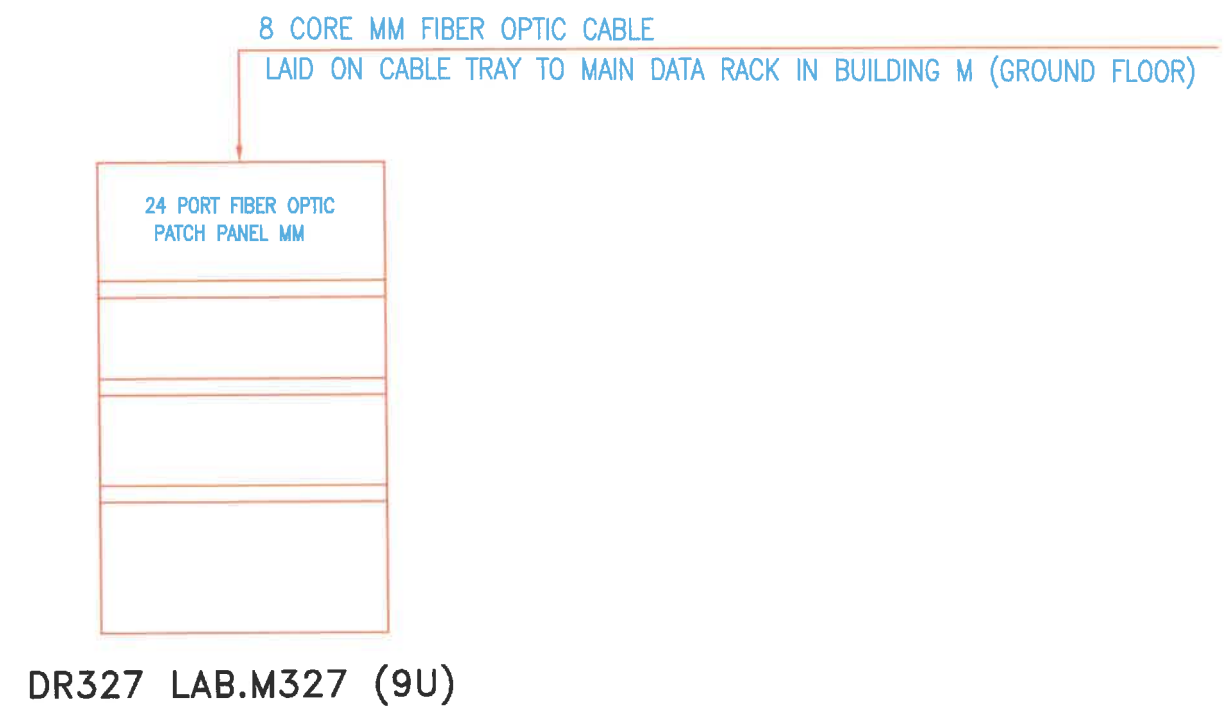 8 CORE MM FIBER OPTIC CABLE
LAID ON CABLE TRAY TO MAIN DATA RACK IN BUILDING M (GROUND FLOOR)
24 PORT FIBER OPTIC
PATCH PANEL MM
DR327 LAB.M327 (9U)